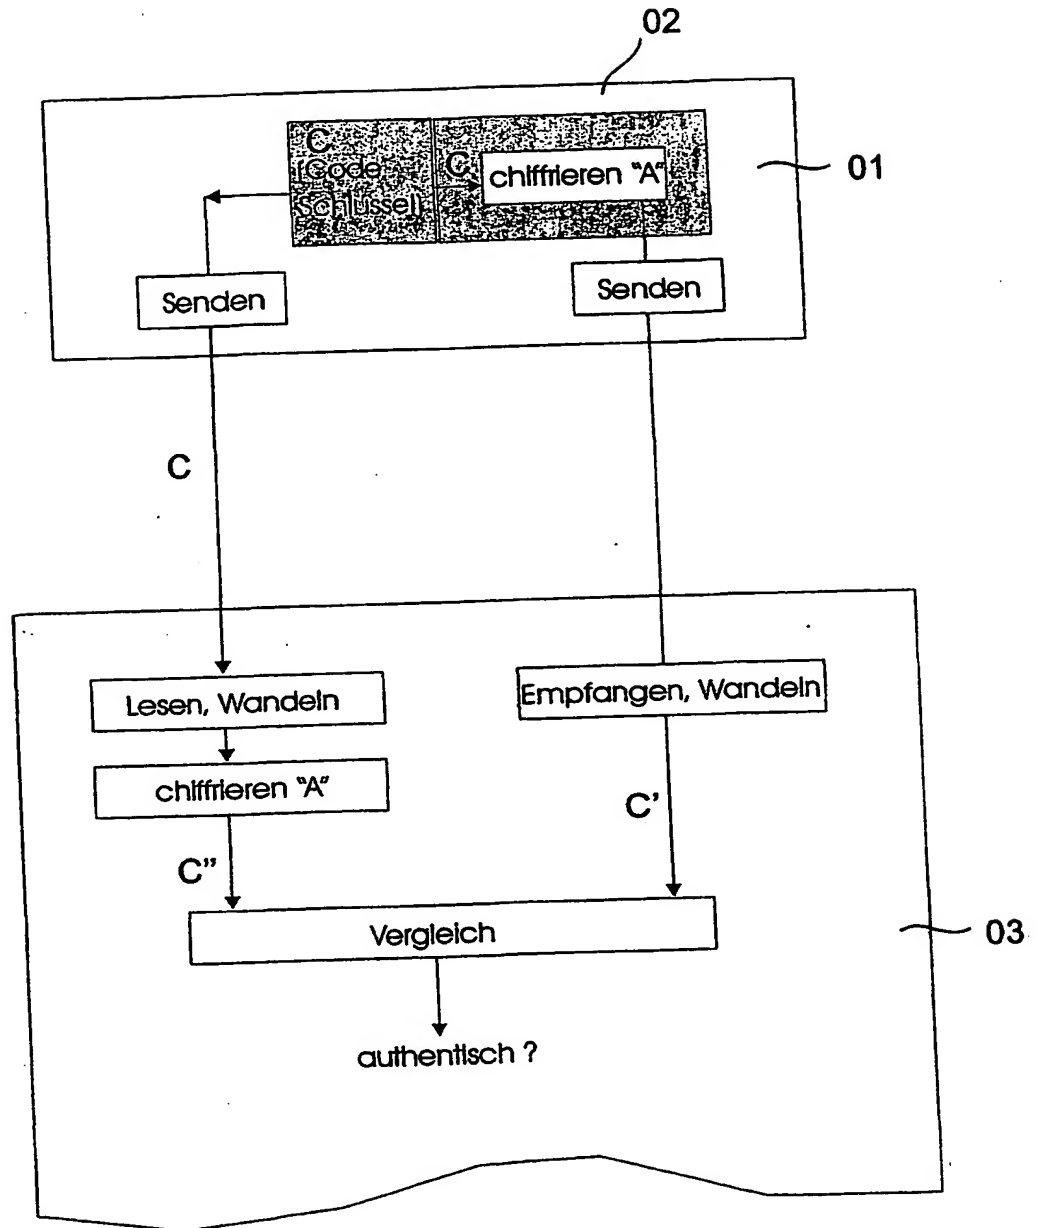 02
C
(Code
Schlüssel)
C
chiffrieren "A"
01
Senden
Senden
C
Lesen, Wandeln
Empfangen, Wandeln
chiffrieren "A"
C'
C"
Vergleich
03
authentisch ?